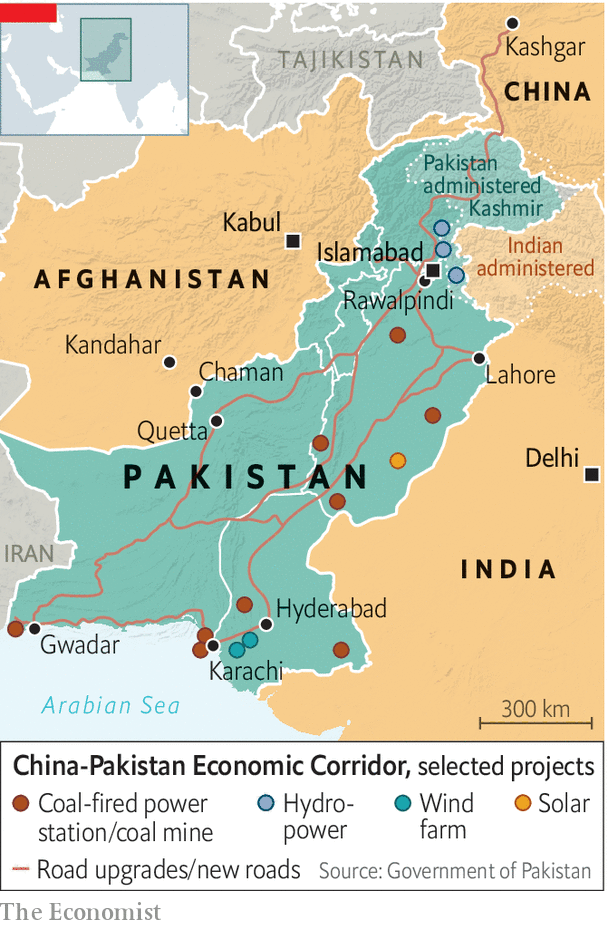 TAJIKISTAN
Kashgar
CHINA
Pakistan
administered
Kashmir
Kabul
Islamabad
Indian
administered
AFGHANISTAN
Rawalpindi
Kandahar
Chaman
Lahore
Quetta
PAKISTAN
Delhi
IRAN
INDIA
Hyderabad
Gwadar
Karachi
Arabian Sea
300 km
China-Pakistan Economic Corridor, selected projects
Coal-fired power
station/coal mine
Hydro-
power
Wind
farm
Solar
Road upgrades/new roads
Source: Government of Pakistan
The Economist